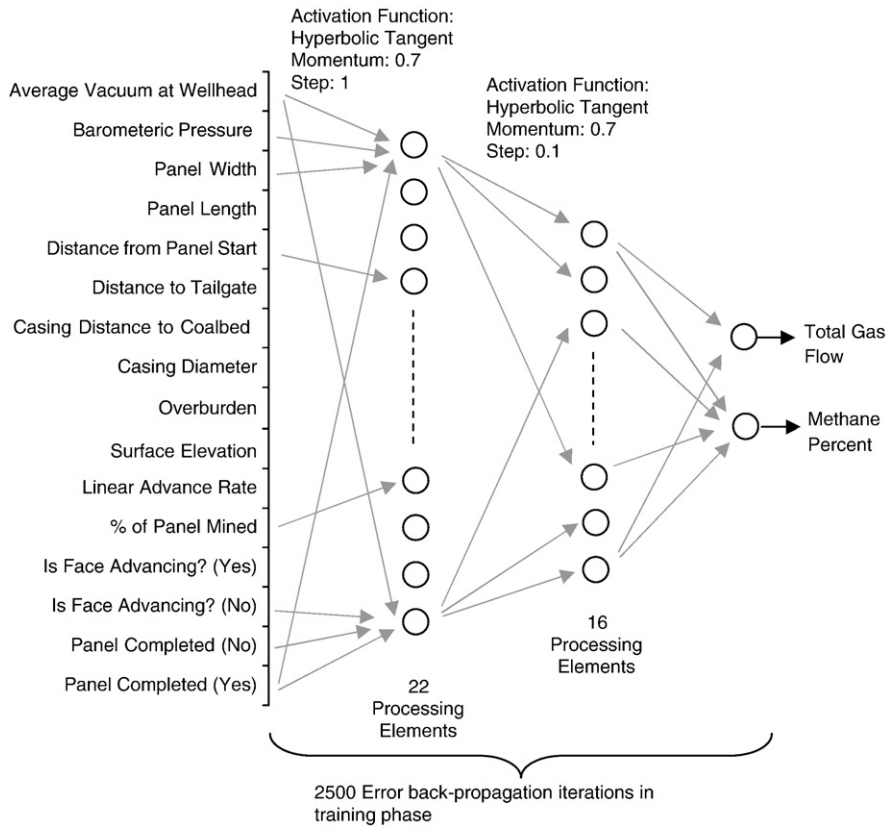 Activation Function:
Hyperbolic Tangent
Momentum: 0.7
Step: 1
Activation Function:
Hyperbolic Tangent
Momentum: 0.7
Step: 0.1
Average Vacuum at Wellhead
Barometeric Pressure
Panel Width
Panel Length
Distance from Panel Start
Distance to Tailgate
Casing Distance to Coalbed
Casing Diameter
Overburden
Surface Elevation
Linear Advance Rate
% of Panel Mined
Is Face Advancing? (Yes)
Is Face Advancing? (No)
Panel Completed (No)
Panel Completed (Yes)
22
Processing
Elements
16
Processing
Elements
Total Gas
Flow
Methane
Percent
2500 Error back-propagation iterations in
training phase